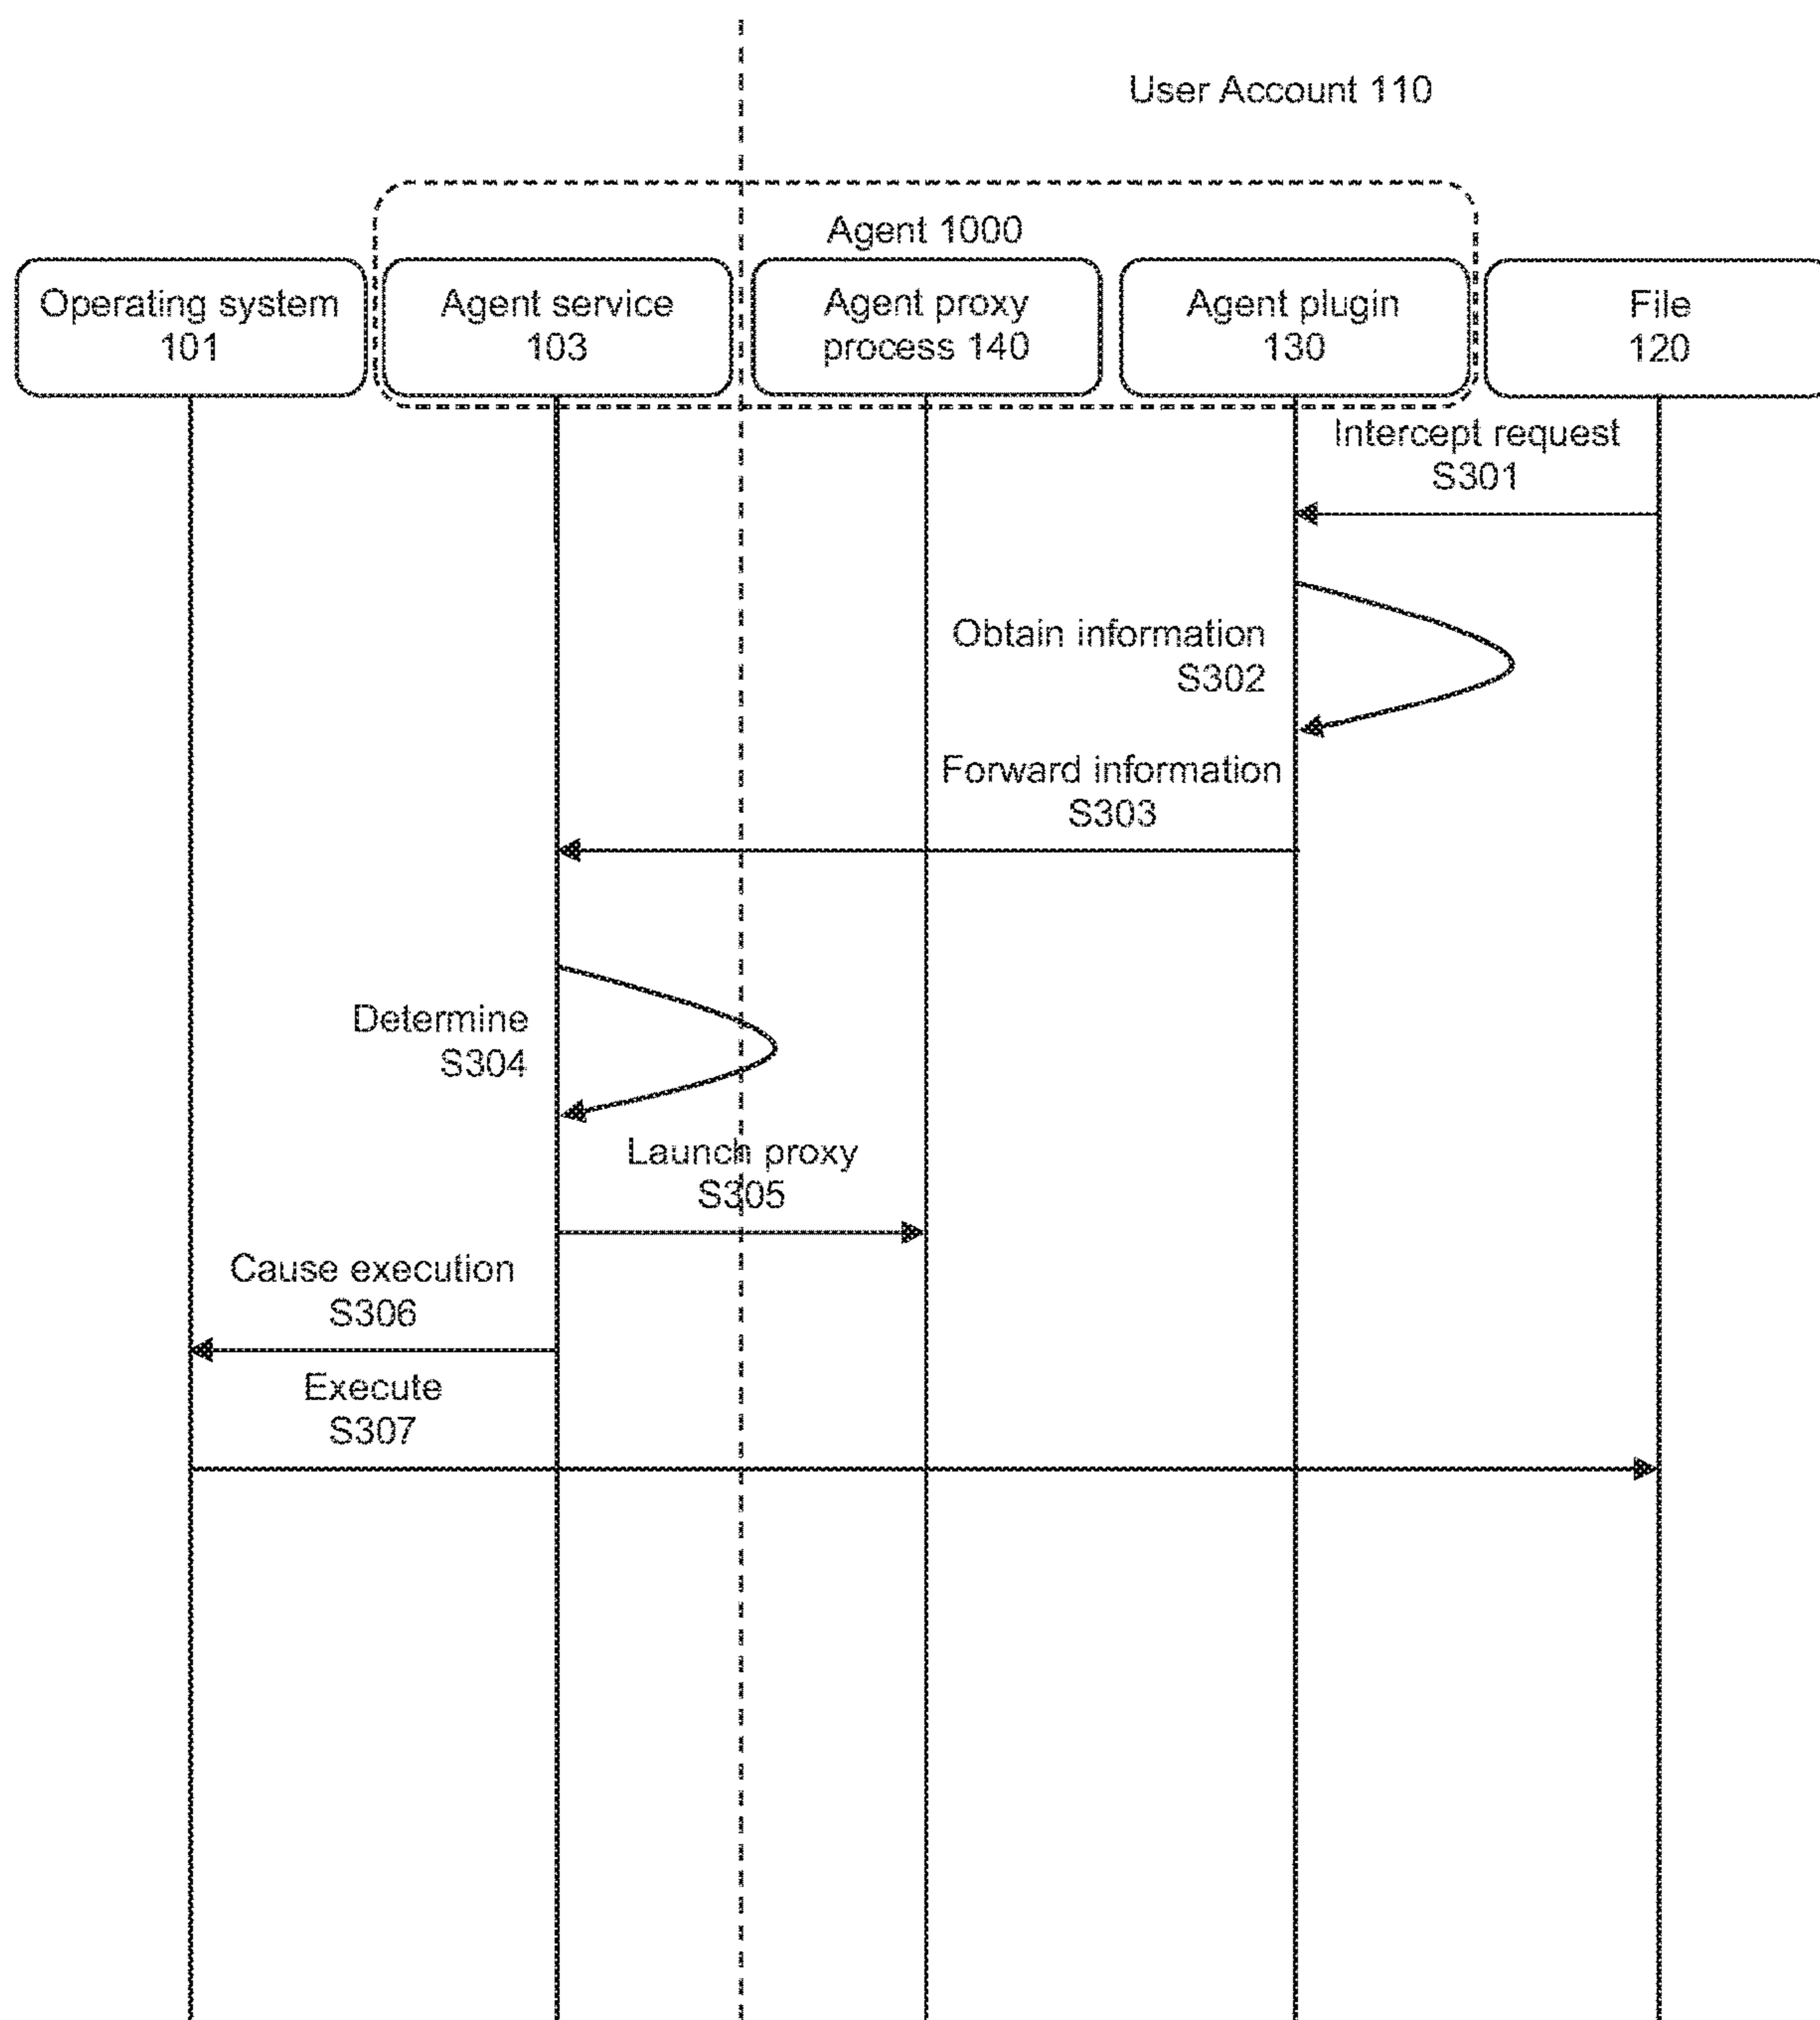 User Account 110
Agent 1000
Operating system
101
Agent service
103
Agent proxy
process 140
Agent plugin
130
File
120
Intercept request
S301
Obtain information
S302
Forward information
S303
Determine
S304
Launch proxy
S305
Cause execution
S306
Execute
S307